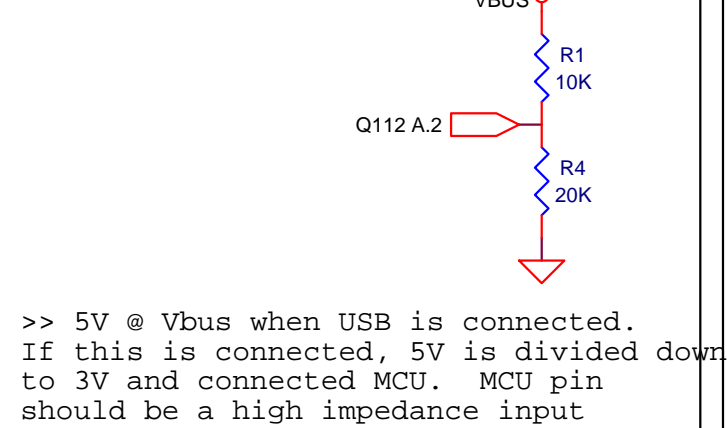 VBUS
R1
10K
Q112 A.2
R4
20K
>> 5V @ Vbus when USB is connected.
If this is connected, 5V is divided down
to 3V and connected MCU.  MCU pin
should be a high impedance input